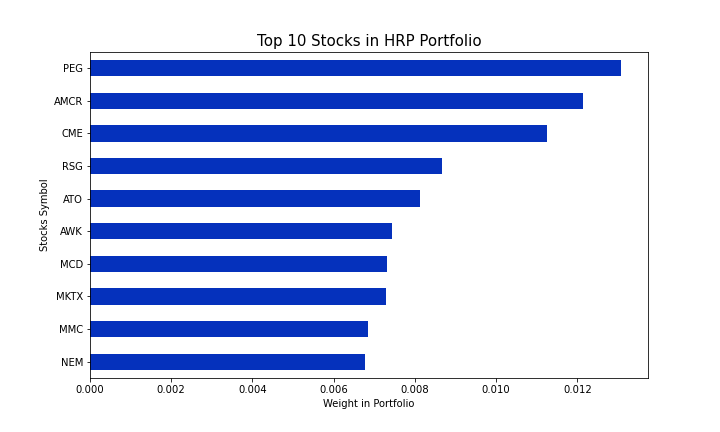 Top 10 Stocks in HRP Portfolio
Stocks Symbol
PEG
AMCR
CME
RSG
ATO
AWK
MCD
MKTX
MMC
NEM
0.000 0.002 0.004 0.006 0.008 0.010 0.012
Weight in Portfolio